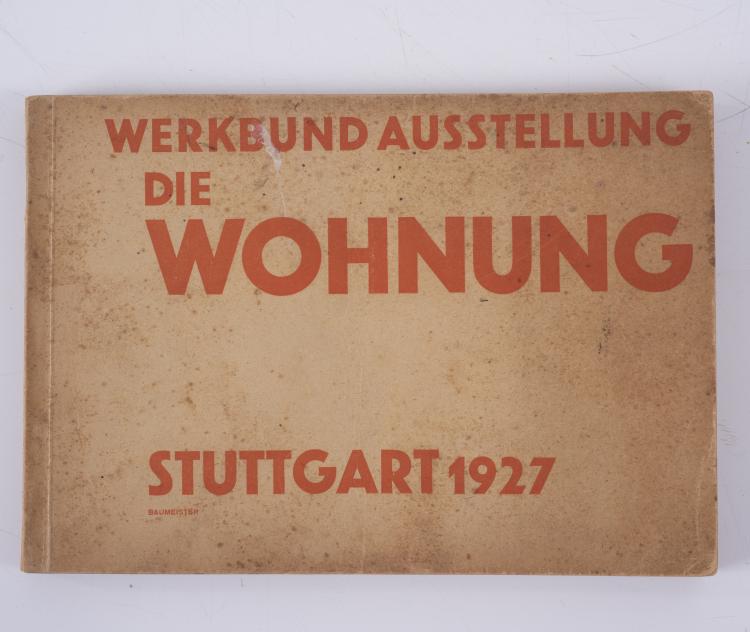 WERKBUND AUSSTELLUNG
DIE
WOHNUNG
STUTTGART 1927
BAUMEISTER